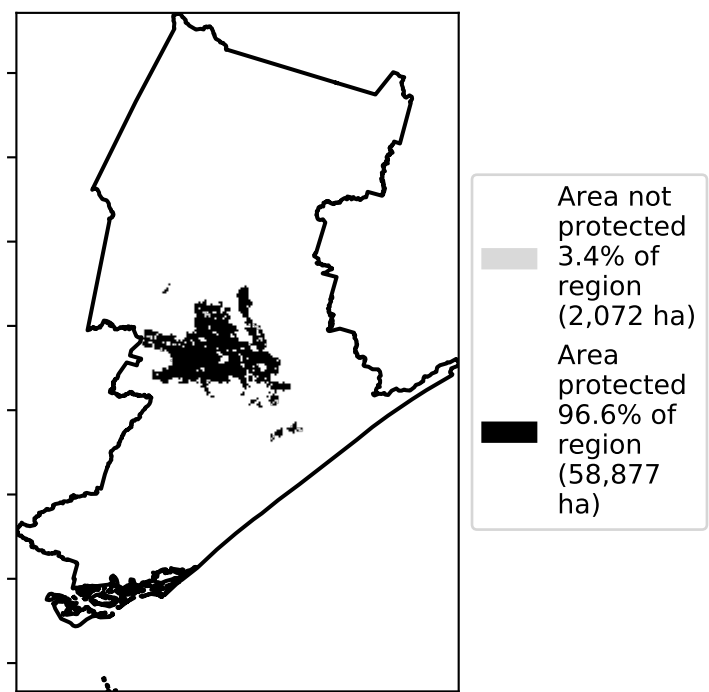 Area not
protected
3.4% of
region
(2,072 ha)
Area
protected
96.6% of
region
(58,877
ha)